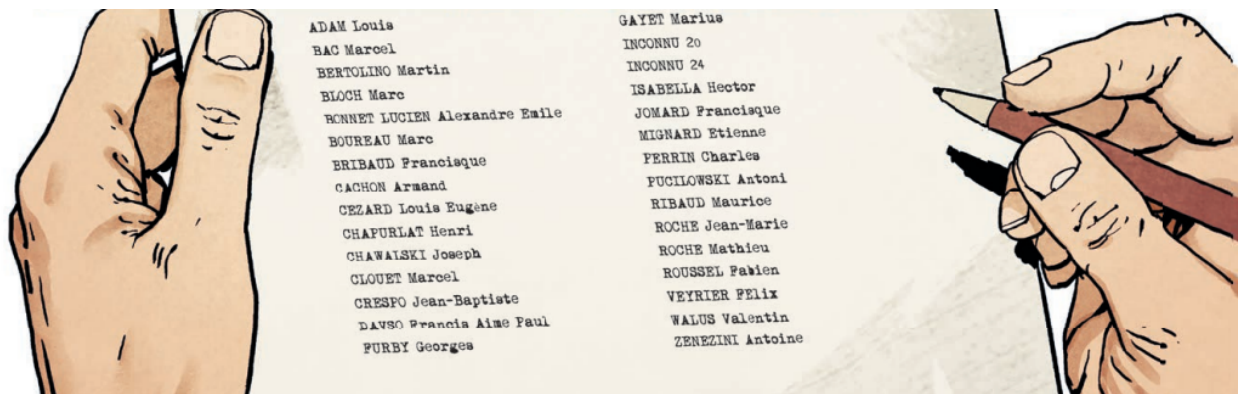 ADAM Louis
BAC Marcel
BERTOLINO Martin
BLOCH Marc
BONNET LUCIEN Alexandre Emile
BOUREAU Marc
BRIBAUD Francisque
CACHON Armand
CEZARD Louis Eugène
CHAPURLAT Henri
CHAWALSKI Joseph
CLOUET Marcel
CRESPO Jean-Baptiste
DAVSO Francis Aime Paul
FURBY Georges
GAYET Marius
INCONNU 20
INCONNU 24
ISABELLA Hector
JOMARD Francisque
MIGNARD Etienne
PERRIN Charles
PUCILOWSKI Antoni
RIBAUD Maurice
ROCHE Jean-Marie
ROCHE Mathieu
ROUSSEL Fabien
VEYRIER FElix
WALUS Valentin
ZENEZINI Antoine